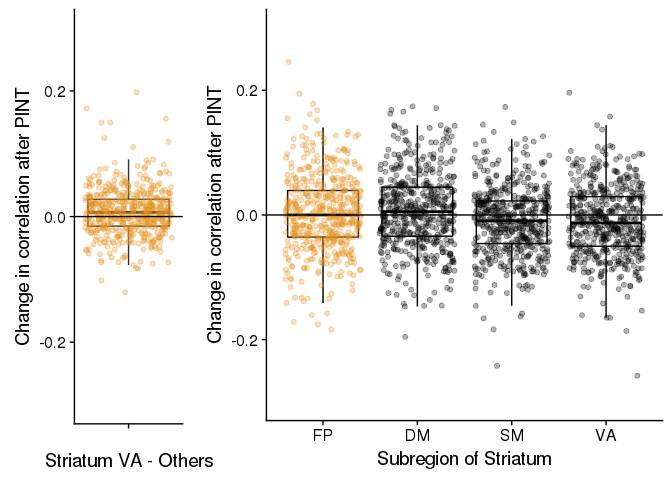 Change in correlation after PINT
0.2
0.0
-0.2
Striatum VA - Others
Change in correlation after PINT
0.2
0.0
-0.2
FP DM SM VA
Subregion of Striatum